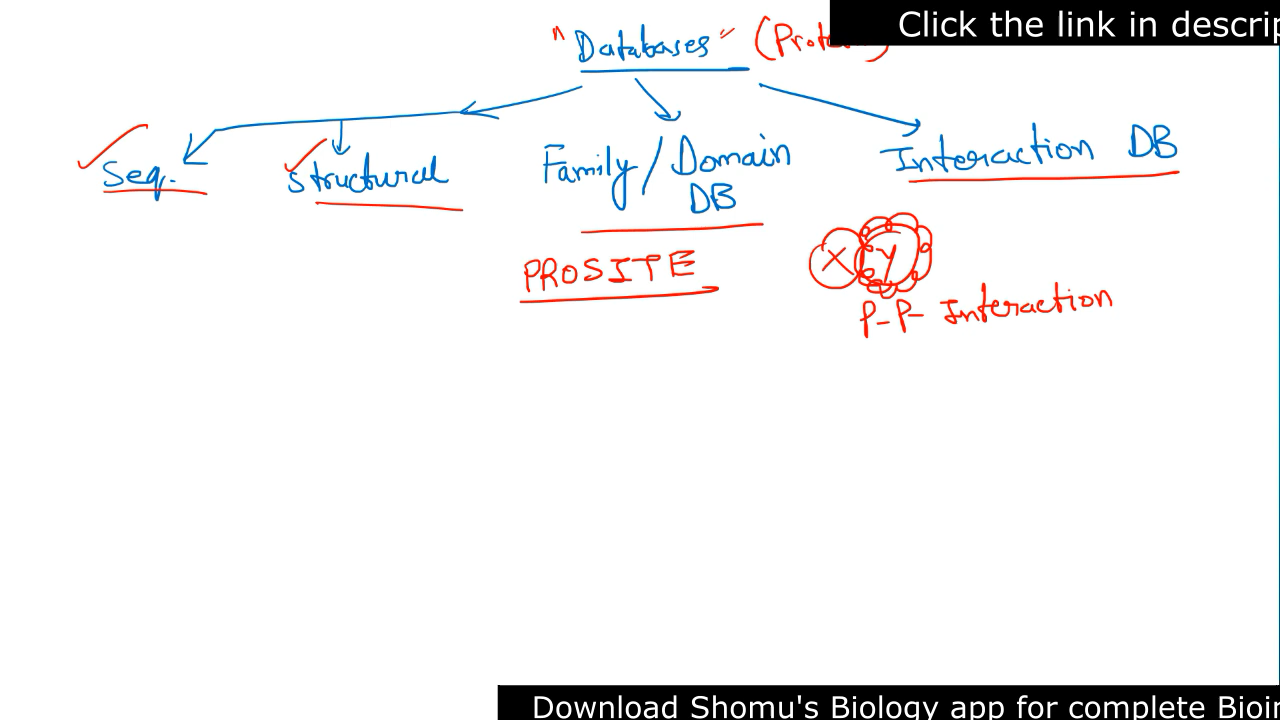 Click the link in descrip
"Databases" (Protein)
Seq.
Structural
Family/Domain
DB
Interaction DB
PROSITE
X
y
P-P- Interaction
Download Shomu's Biology app for complete Bioin